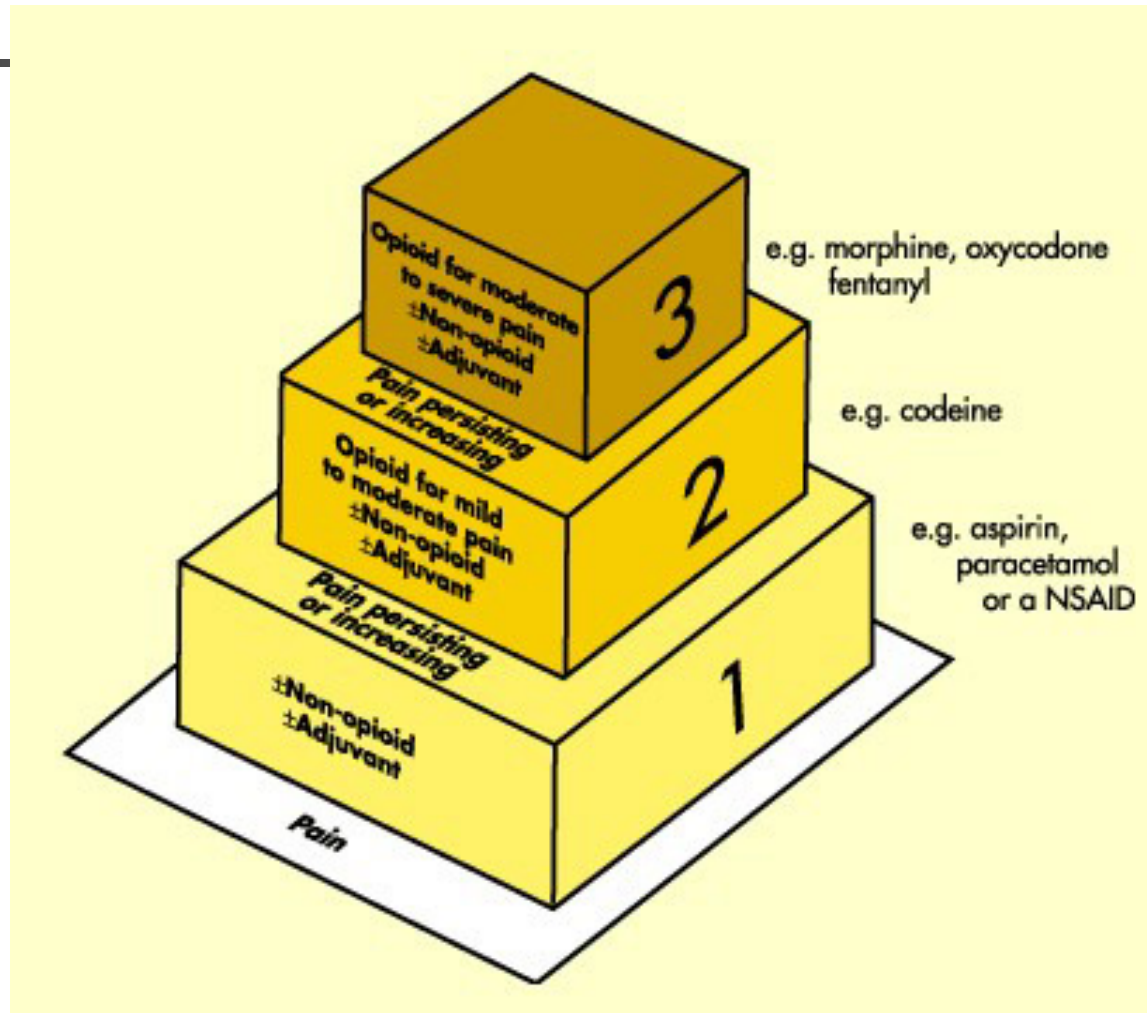 Opioid for moderate
to severe pain
±Non-opioid
±Adjuvant
3
e.g. morphine, oxycodone
fentanyl
Pain persisting
or increasing
Opioid for mild
to moderate pain
±Non-opioid
±Adjuvant
2
e.g. codeine
Pain persisting
or increasing
±Non-opioid
±Adjuvant
1
e.g. aspirin,
paracetamol
or a NSAID
Pain